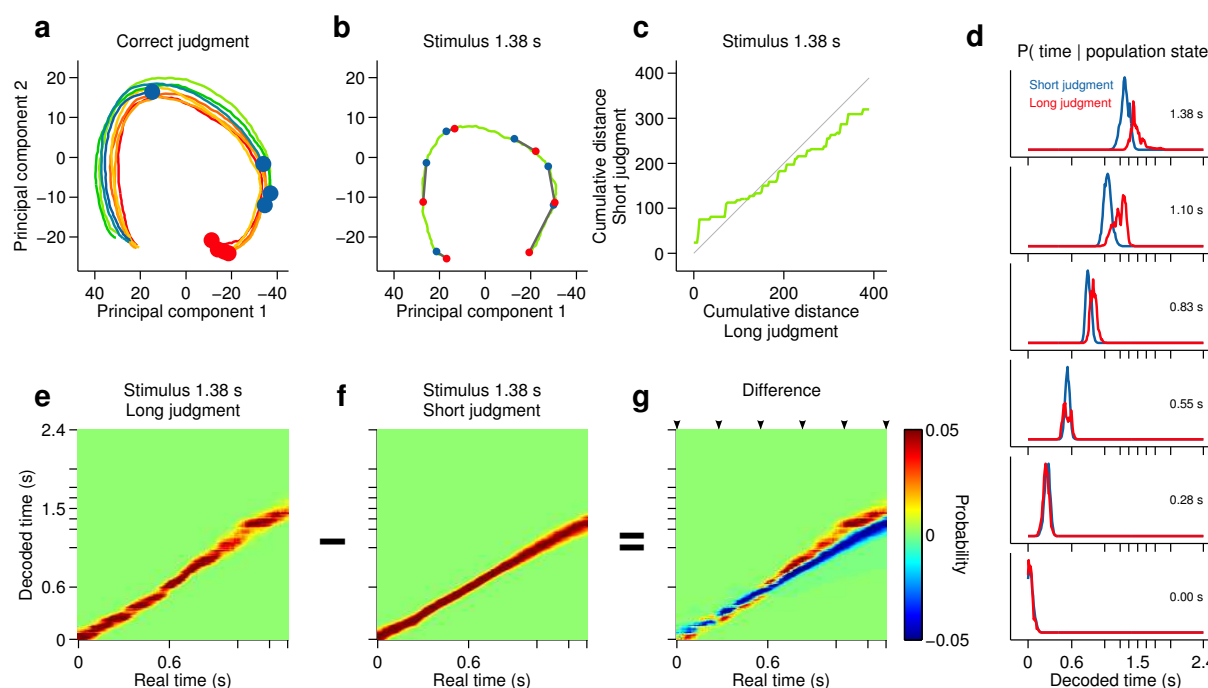 a
Correct judgment
Principal component 2
20
10
0
−10
−20
40 20 0 −20 −40
Principal component 1
b
Stimulus 1.38 s
20
10
0
−10
−20
40 20 0 −20 −40
Principal component 1
c
Stimulus 1.38 s
Cumulative distance
Short judgment
400
300
200
100
0
0 200 400
Cumulative distance
Long judgment
d
P( time | population state
Short judgment
Long judgment
1.38 s
1.10 s
0.83 s
0.55 s
0.28 s
0.00 s
0 0.6 1.5 2.4
Decoded time (s)
e
Stimulus 1.38 s
Long judgment
Decoded time (s)
2.4
1.5
0.6
0
0 0.6
Real time (s)
f
Stimulus 1.38 s
Short judgment
0 0.6
Real time (s)
g
Difference
0 0.6
Real time (s)
0.05
0
−0.05
Probability